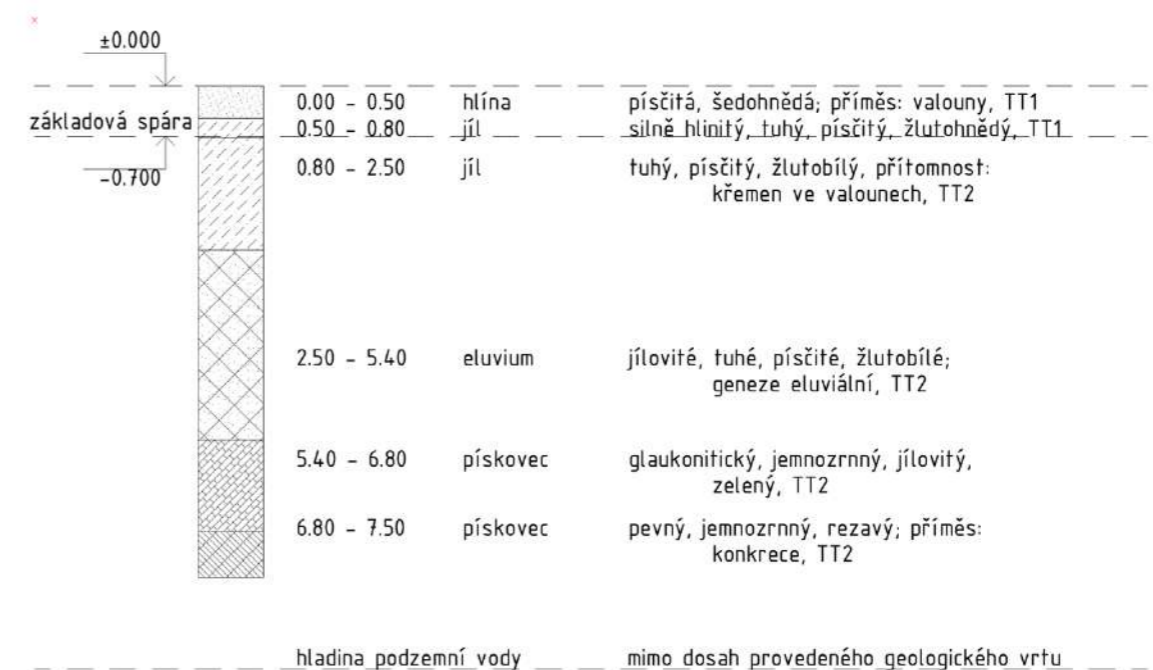 ±0.000
0.00 - 0.50 hlína písčitá, šedohnědá; příměs: valouny, TT1
základová spára
0.50 - 0.80 jíl silně hlinitý, tuhý, písčitý, žlutohnědý, TT1
-0.700
0.80 - 2.50 jíl tuhý, písčitý, žlutobílý, přítomnost:
křemen ve valounech, TT2
2.50 - 5.40 eluvium jílovité, tuhé, písčité, žlutobílé;
geneze eluviální, TT2
5.40 - 6.80 pískovec glaukonitický, jemnozrnný, jílovitý,
zelený, TT2
6.80 - 7.50 pískovec pevný, jemnozrnný, rezavý; příměs:
konkrece, TT2
hladina podzemní vody mimo dosah provedeného geologického vrtu